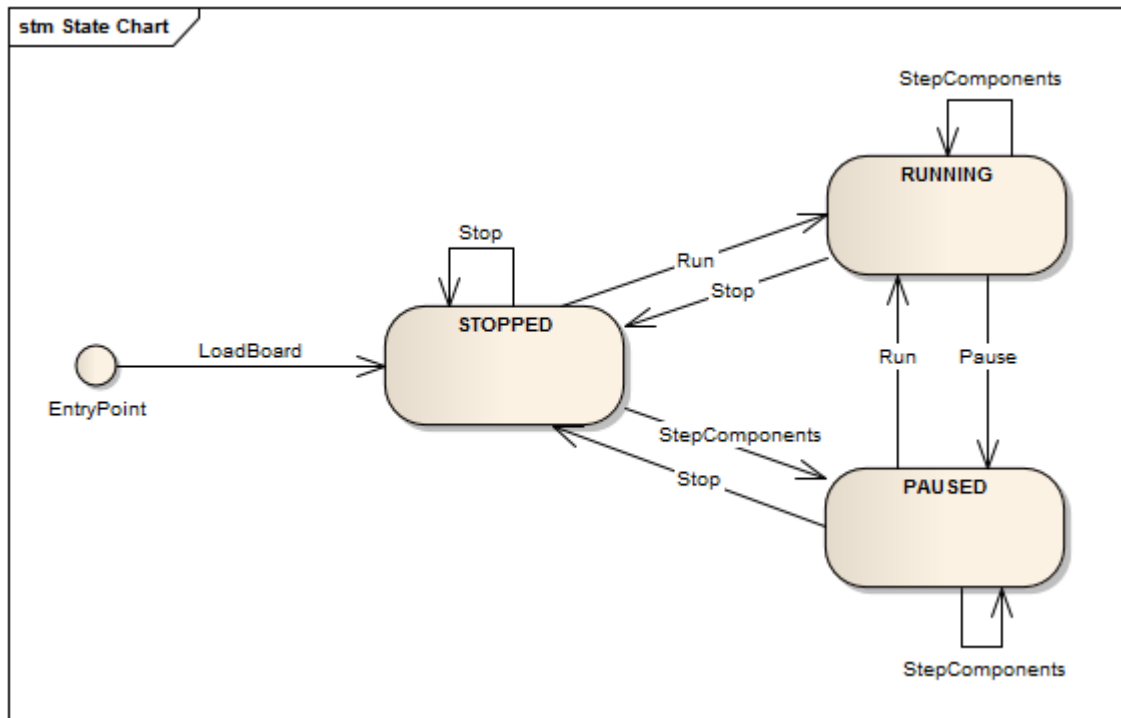 stm State Chart
StepComponents
RUNNING
Stop
Run
Stop
STOPPED
LoadBoard
EntryPoint
Run
Pause
StepComponents
Stop
PAUSED
StepComponents